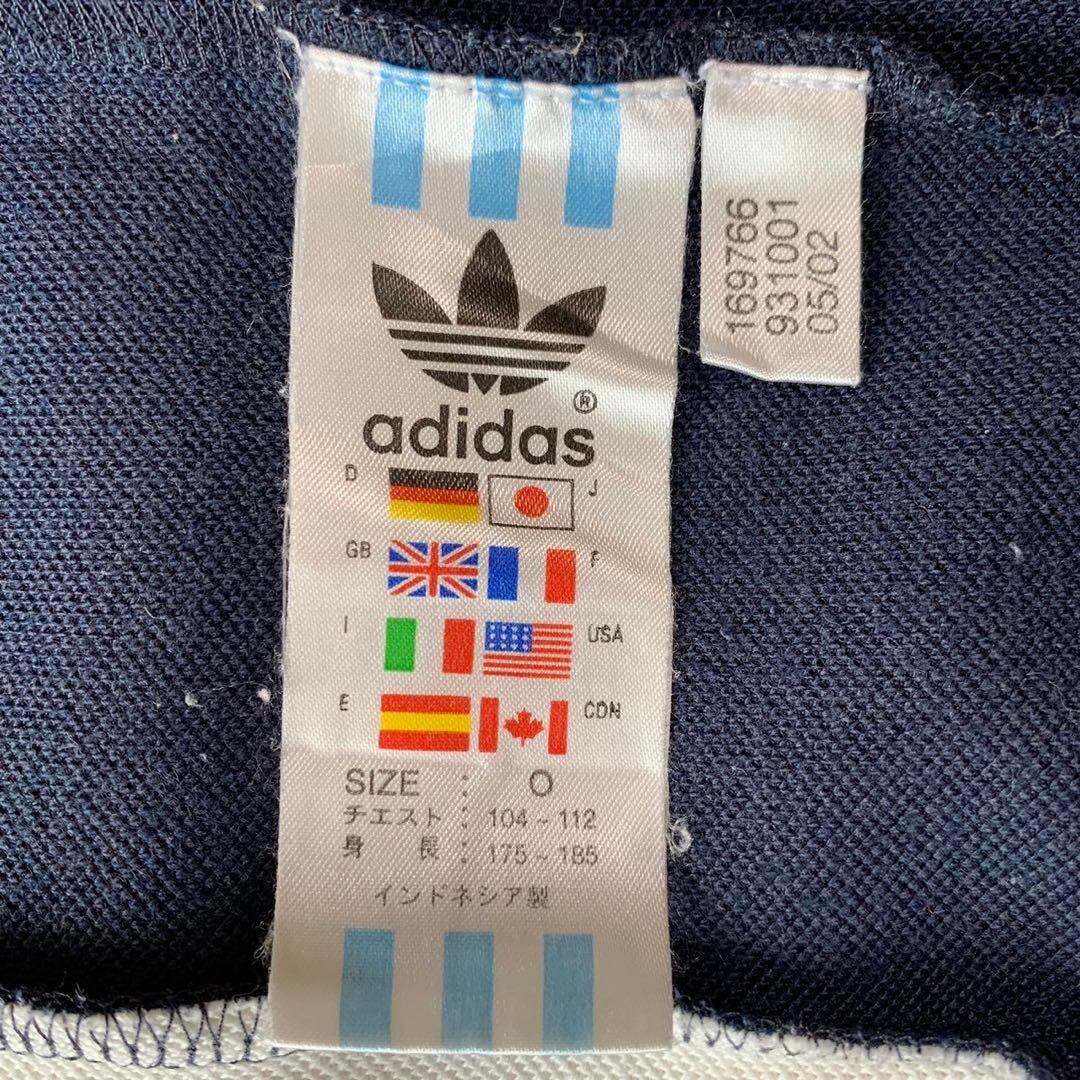 adidas®
D J
GB F
I USA
E CDN
SIZE : O
チエスト : 104~112
身 長 : 175~185
インドネシア製
169766
931001
05/02